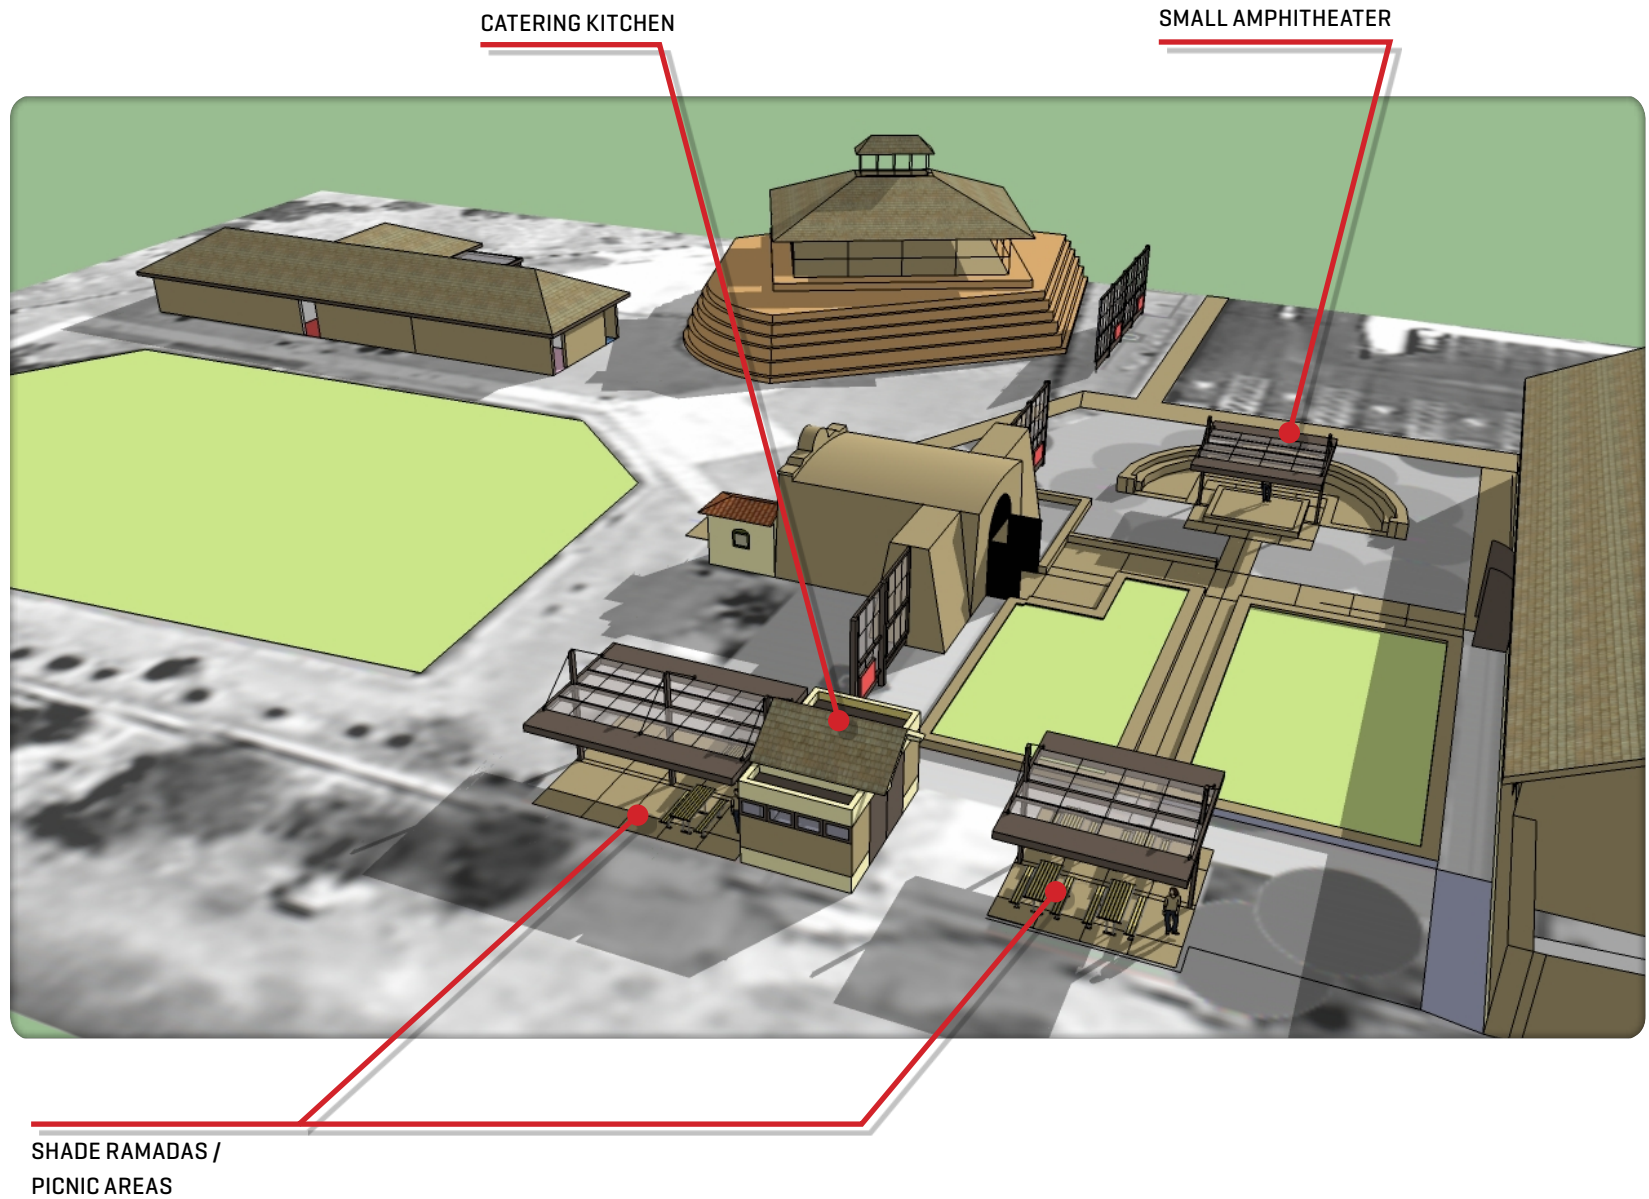 CATERING KITCHEN
SMALL AMPHITHEATER
SHADE RAMADAS /
PICNIC AREAS